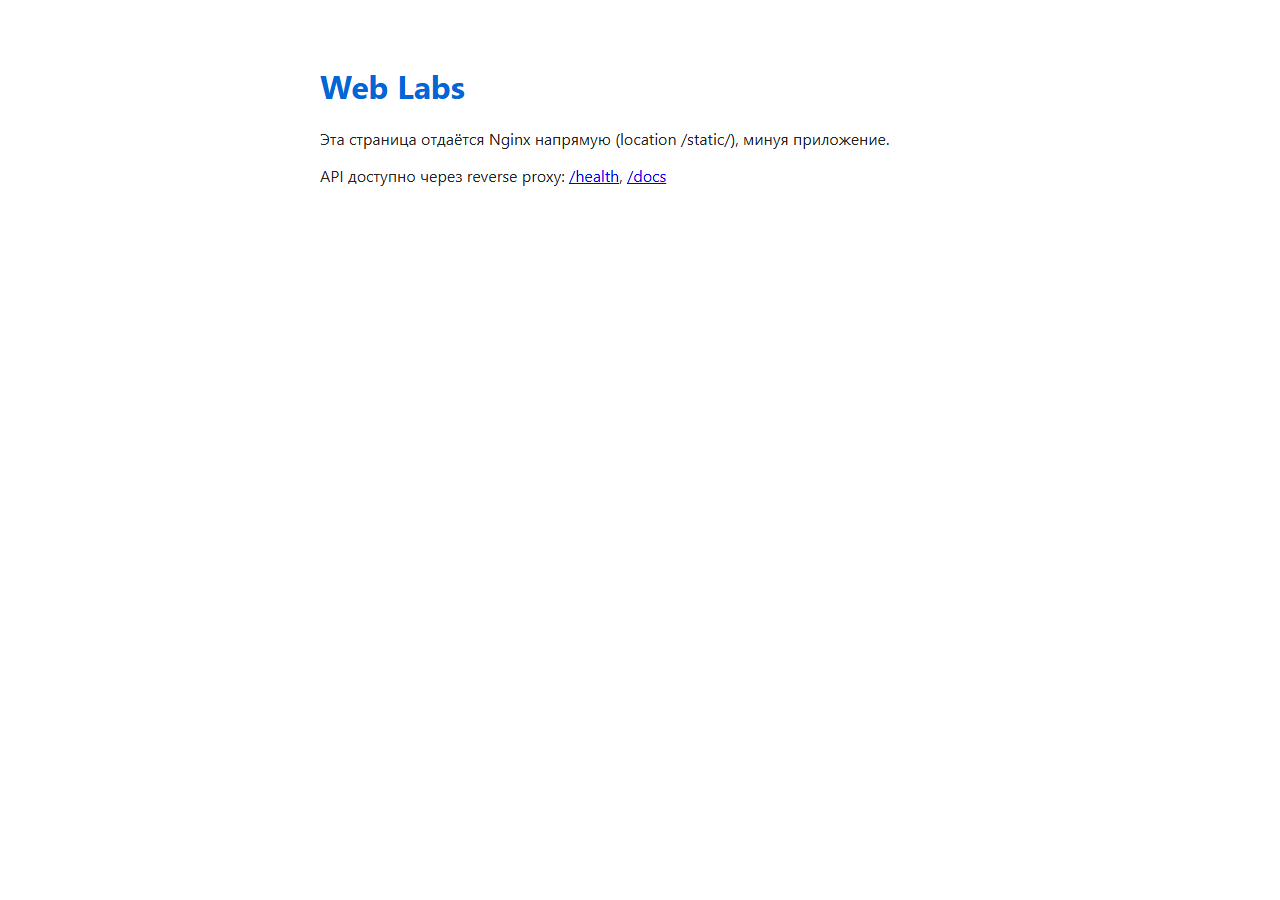 Web Labs
Эта страница отдаётся Nginx напрямую (location /static/), минуя приложение.
API доступно через reverse proxy: /health, /docs